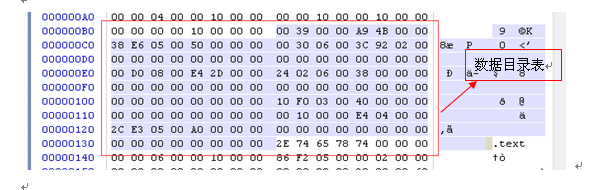 000000A0 00 00 04 00 00 10 00 00 00 00 10 00 00 10 00 00
000000B0 00 00 00 00 10 00 00 00 00 39 00 00 A9 4B 00 00 9 ©K
000000C0 38 E6 05 00 50 00 00 00 00 30 06 00 3C 92 02 00 8æ P 0 <’
000000D0 00 00 00 00 00 00 00 00 00 00 00 00 00 00 00 00
数据目录表
000000E0 00 D0 08 00 E4 2D 00 00 24 02 06 00 38 00 00 00 Ð ä- $ 8
000000F0 00 00 00 00 00 00 00 00 00 00 00 00 00 00 00 00
00000100 00 00 00 00 00 00 00 00 10 F0 03 00 40 00 00 00 ð @
00000110 00 00 00 00 00 00 00 00 00 10 00 00 E4 04 00 00 ä
00000120 2C E3 05 00 A0 00 00 00 00 00 00 00 00 00 00 00 ,ã
00000130 00 00 00 00 00 00 00 00 2E 74 65 78 74 00 00 00 .text
00000140 00 00 06 00 00 10 00 00 86 F2 05 00 00 02 00 00 †ò